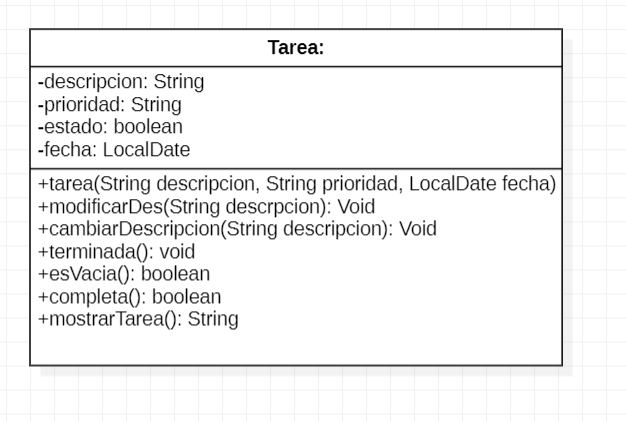 Tarea:
-descripcion: String
-prioridad: String
-estado: boolean
-fecha: LocalDate
+tarea(String descripcion, String prioridad, LocalDate fecha)
+modificarDes(String descrpcion): Void
+cambiarDescripcion(String descripcion): Void
+terminada(): void
+esVacia(): boolean
+completa(): boolean
+mostrarTarea(): String